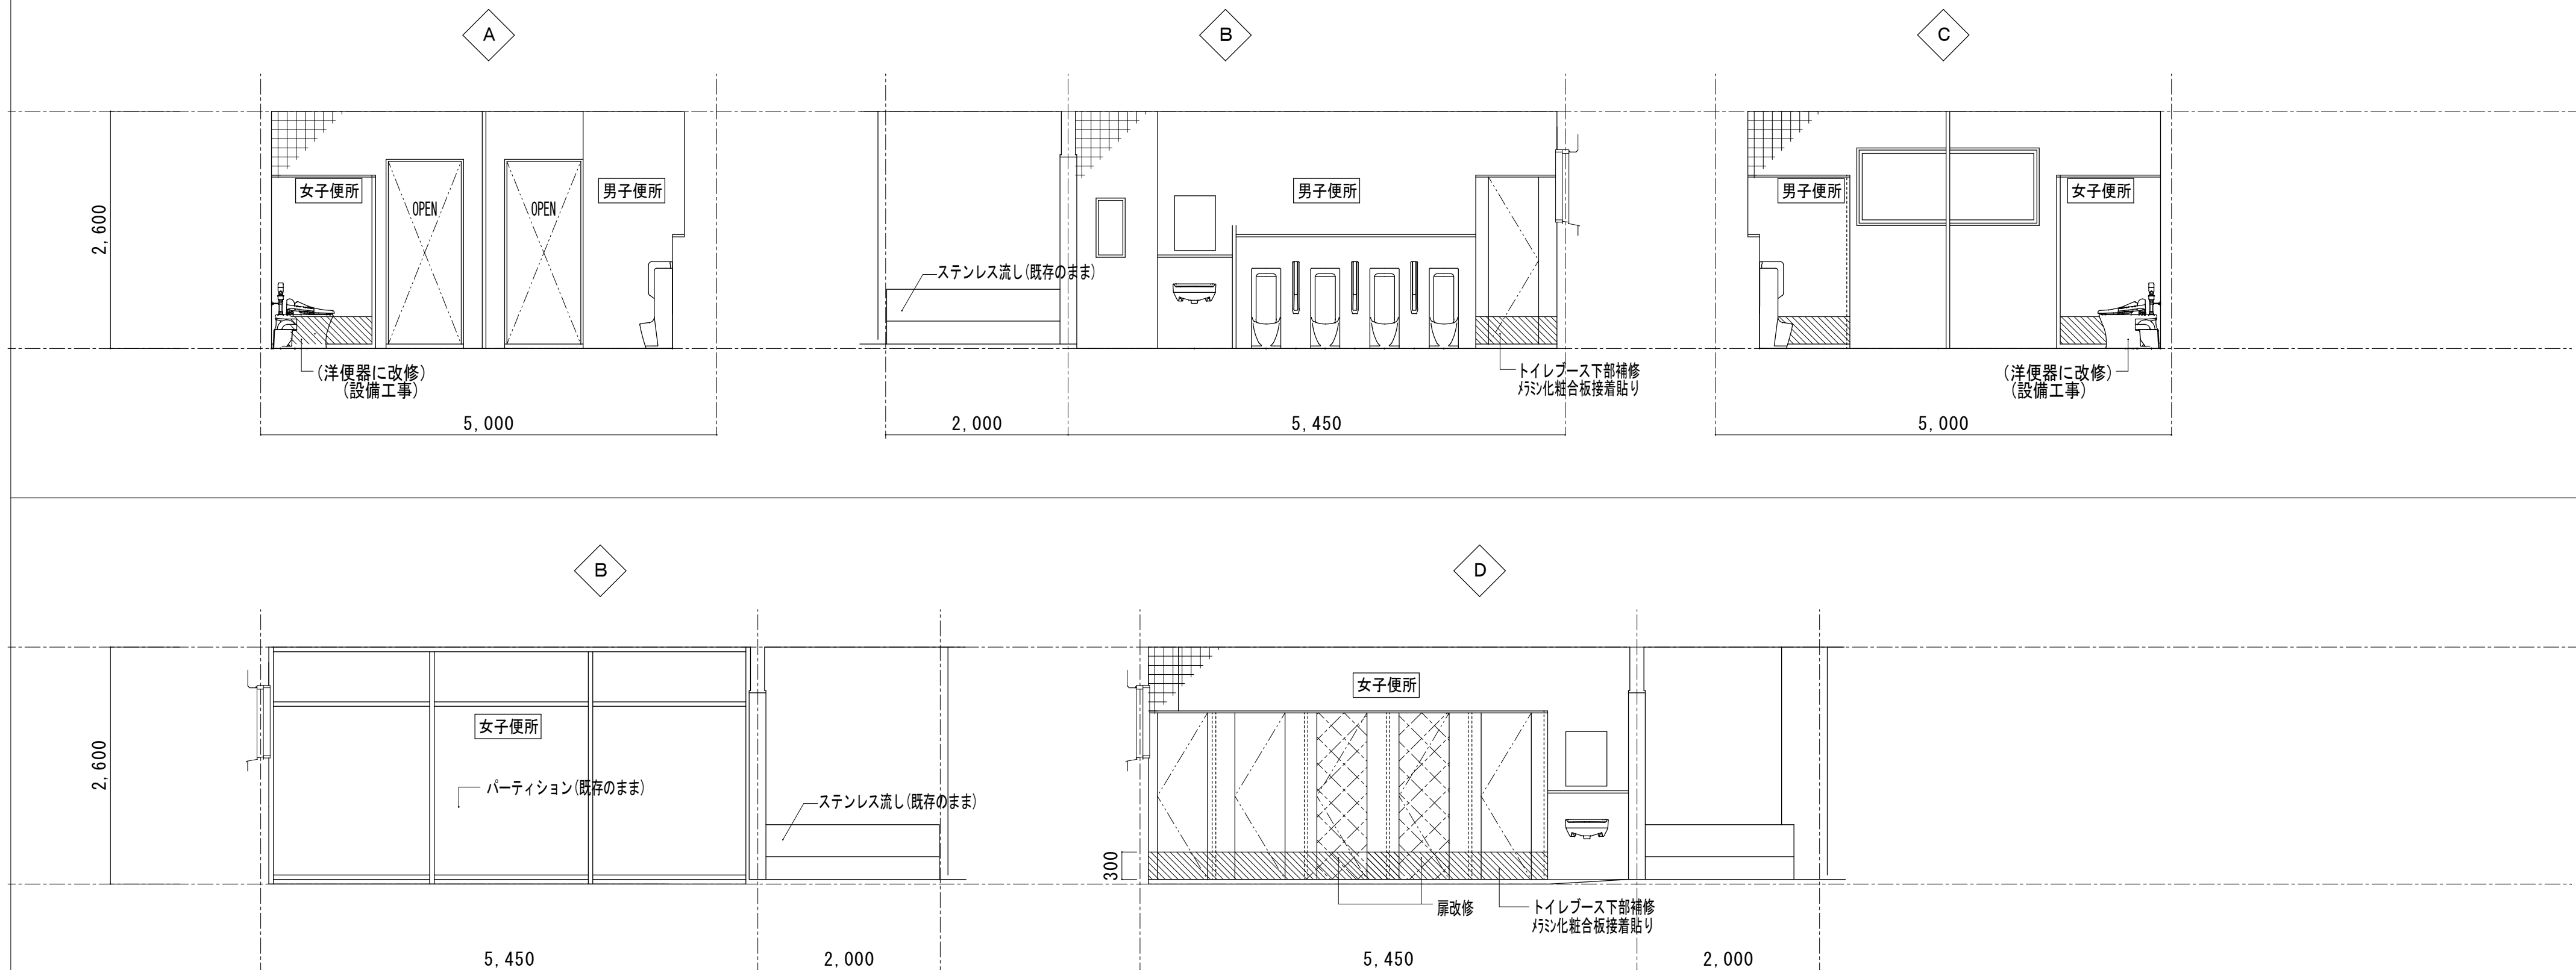 A
B
C
2,600
女子便所
OPEN
OPEN
男子便所
男子便所
男子便所
女子便所
ステンレス流し(既存のまま)
(洋便器に改修)
(設備工事)
トイレブース下部補修
ﾒﾗﾐﾝ化粧合板接着貼り
(洋便器に改修)
(設備工事)
5,000
2,000
5,450
5,000
B
D
2,600
女子便所
パーティション(既存のまま)
ステンレス流し(既存のまま)
女子便所
300
扉改修
トイレブース下部補修
ﾒﾗﾐﾝ化粧合板接着貼り
5,450
2,000
5,450
2,000